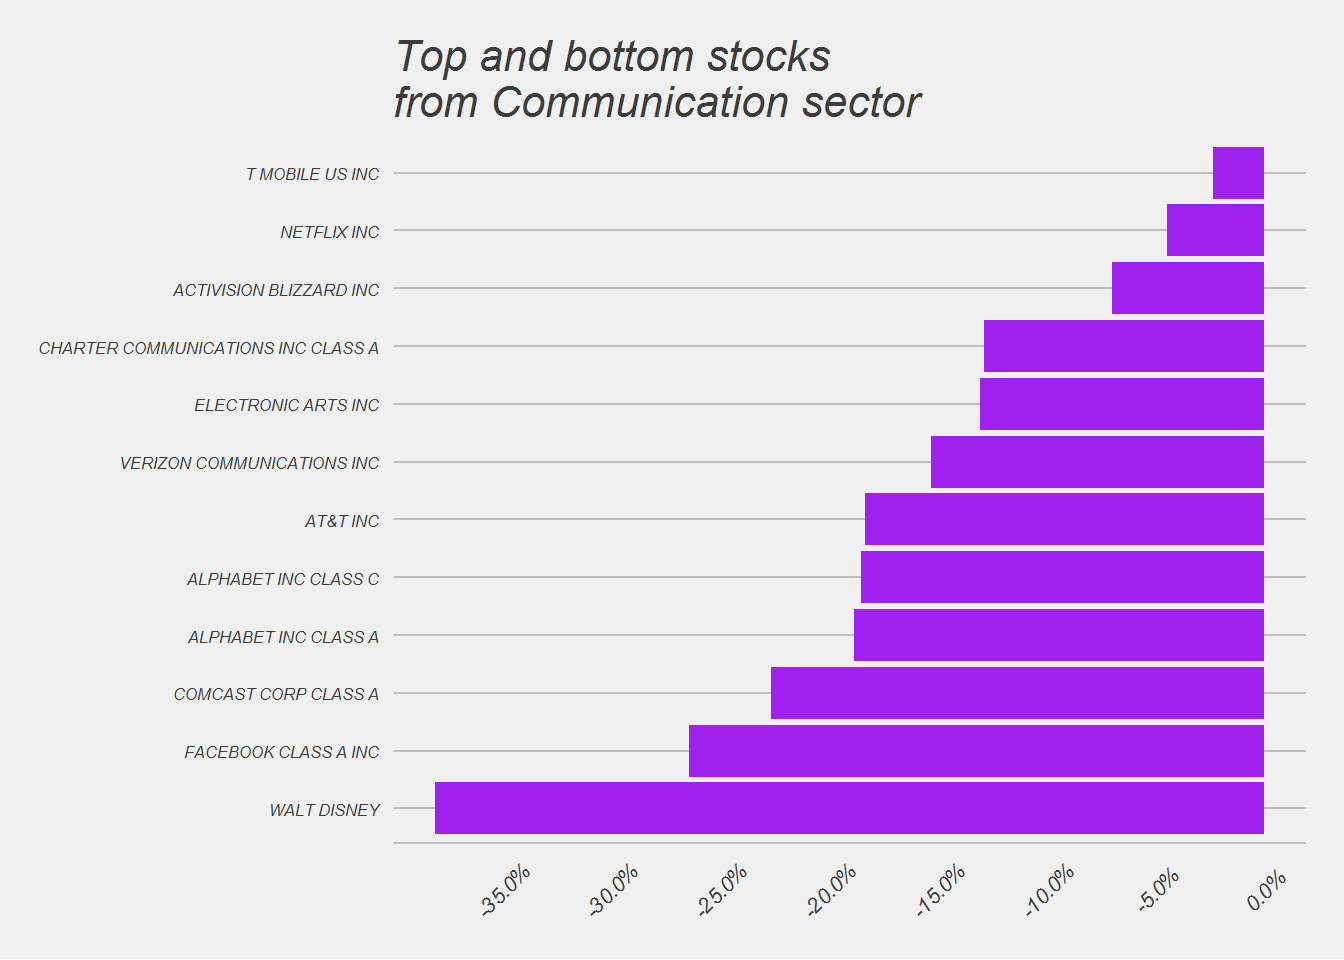 Top and bottom stocks
from Communication sector
T MOBILE US INC
NETFLIX INC
ACTIVISION BLIZZARD INC
CHARTER COMMUNICATIONS INC CLASS A
ELECTRONIC ARTS INC
VERIZON COMMUNICATIONS INC
AT&T INC
ALPHABET INC CLASS C
ALPHABET INC CLASS A
COMCAST CORP CLASS A
FACEBOOK CLASS A INC
WALT DISNEY
-35.0%
-30.0%
-25.0%
-20.0%
-15.0%
-10.0%
-5.0%
0.0%